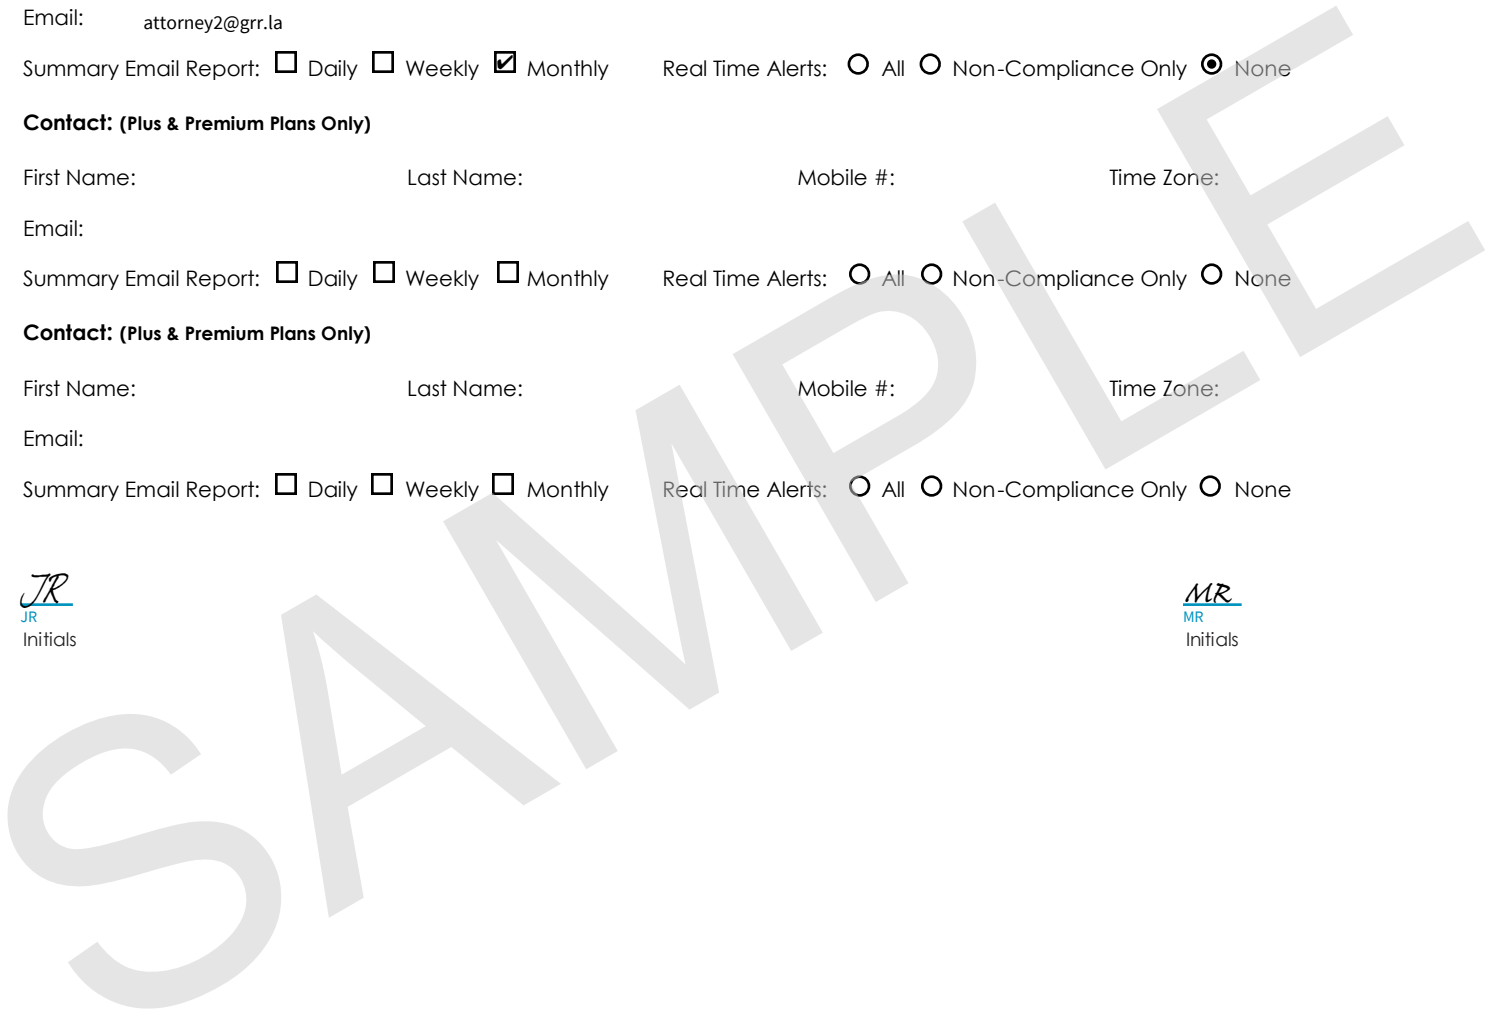 Email: attorney2@grr.la
Summary Email Report: Daily Weekly Monthly Real Time Alerts: All Non-Compliance Only None
Contact: (Plus & Premium Plans Only)
First Name: Last Name: Mobile #: Time Zone:
Email:
Summary Email Report: Daily Weekly Monthly Real Time Alerts: All Non-Compliance Only None
Contact: (Plus & Premium Plans Only)
First Name: Last Name: Mobile #: Time Zone:
Email:
Summary Email Report: Daily Weekly Monthly Real Time Alerts: All Non-Compliance Only None
JR MR
JR MR
Initials Initials
SAMPLE